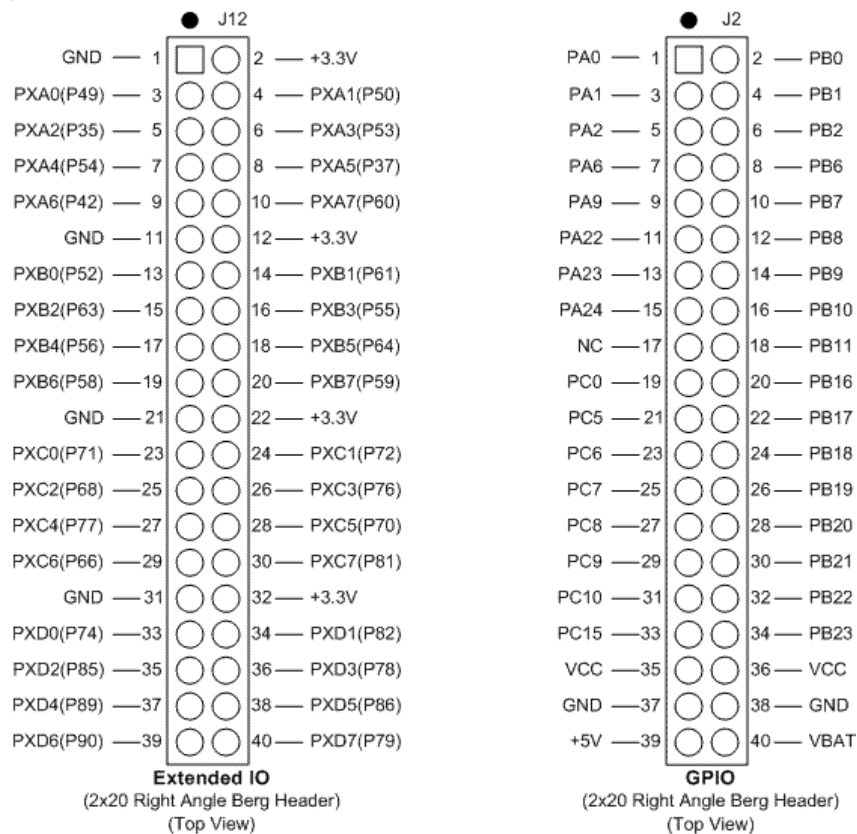 J12
GND 1 2 +3.3V
PXA0(P49) 3 4 PXA1(P50)
PXA2(P35) 5 6 PXA3(P53)
PXA4(P54) 7 8 PXA5(P37)
PXA6(P42) 9 10 PXA7(P60)
GND 11 12 +3.3V
PXB0(P52) 13 14 PXB1(P61)
PXB2(P63) 15 16 PXB3(P55)
PXB4(P56) 17 18 PXB5(P64)
PXB6(P58) 19 20 PXB7(P59)
GND 21 22 +3.3V
PXC0(P71) 23 24 PXC1(P72)
PXC2(P68) 25 26 PXC3(P76)
PXC4(P77) 27 28 PXC5(P70)
PXC6(P66) 29 30 PXC7(P81)
GND 31 32 +3.3V
PXD0(P74) 33 34 PXD1(P82)
PXD2(P85) 35 36 PXD3(P78)
PXD4(P89) 37 38 PXD5(P86)
PXD6(P90) 39 40 PXD7(P79)
Extended IO
(2x20 Right Angle Berg Header)
(Top View)
J2
PA0 1 2 PB0
PA1 3 4 PB1
PA2 5 6 PB2
PA6 7 8 PB6
PA9 9 10 PB7
PA22 11 12 PB8
PA23 13 14 PB9
PA24 15 16 PB10
NC 17 18 PB11
PC0 19 20 PB16
PC5 21 22 PB17
PC6 23 24 PB18
PC7 25 26 PB19
PC8 27 28 PB20
PC9 29 30 PB21
PC10 31 32 PB22
PC15 33 34 PB23
VCC 35 36 VCC
GND 37 38 GND
+5V 39 40 VBAT
GPIO
(2x20 Right Angle Berg Header)
(Top View)